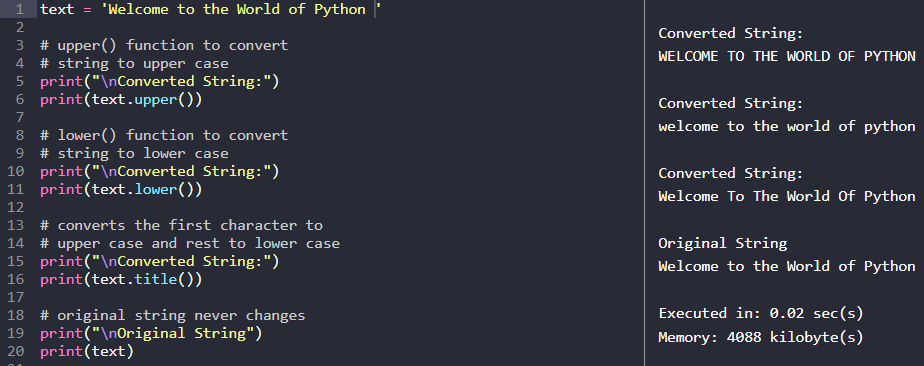 1 text = 'Welcome to the World of Python '
2
3 # upper() function to convert
4 # string to upper case
5 print("\nConverted String:")
6 print(text.upper())
7
8 # lower() function to convert
9 # string to lower case
10 print("\nConverted String:")
11 print(text.lower())
12
13 # converts the first character to
14 # upper case and rest to lower case
15 print("\nConverted String:")
16 print(text.title())
17
18 # original string never changes
19 print("\nOriginal String")
20 print(text)
Converted String:
WELCOME TO THE WORLD OF PYTHON
Converted String:
welcome to the world of python
Converted String:
Welcome To The World Of Python
Original String
Welcome to the World of Python
Executed in: 0.02 sec(s)
Memory: 4088 kilobyte(s)